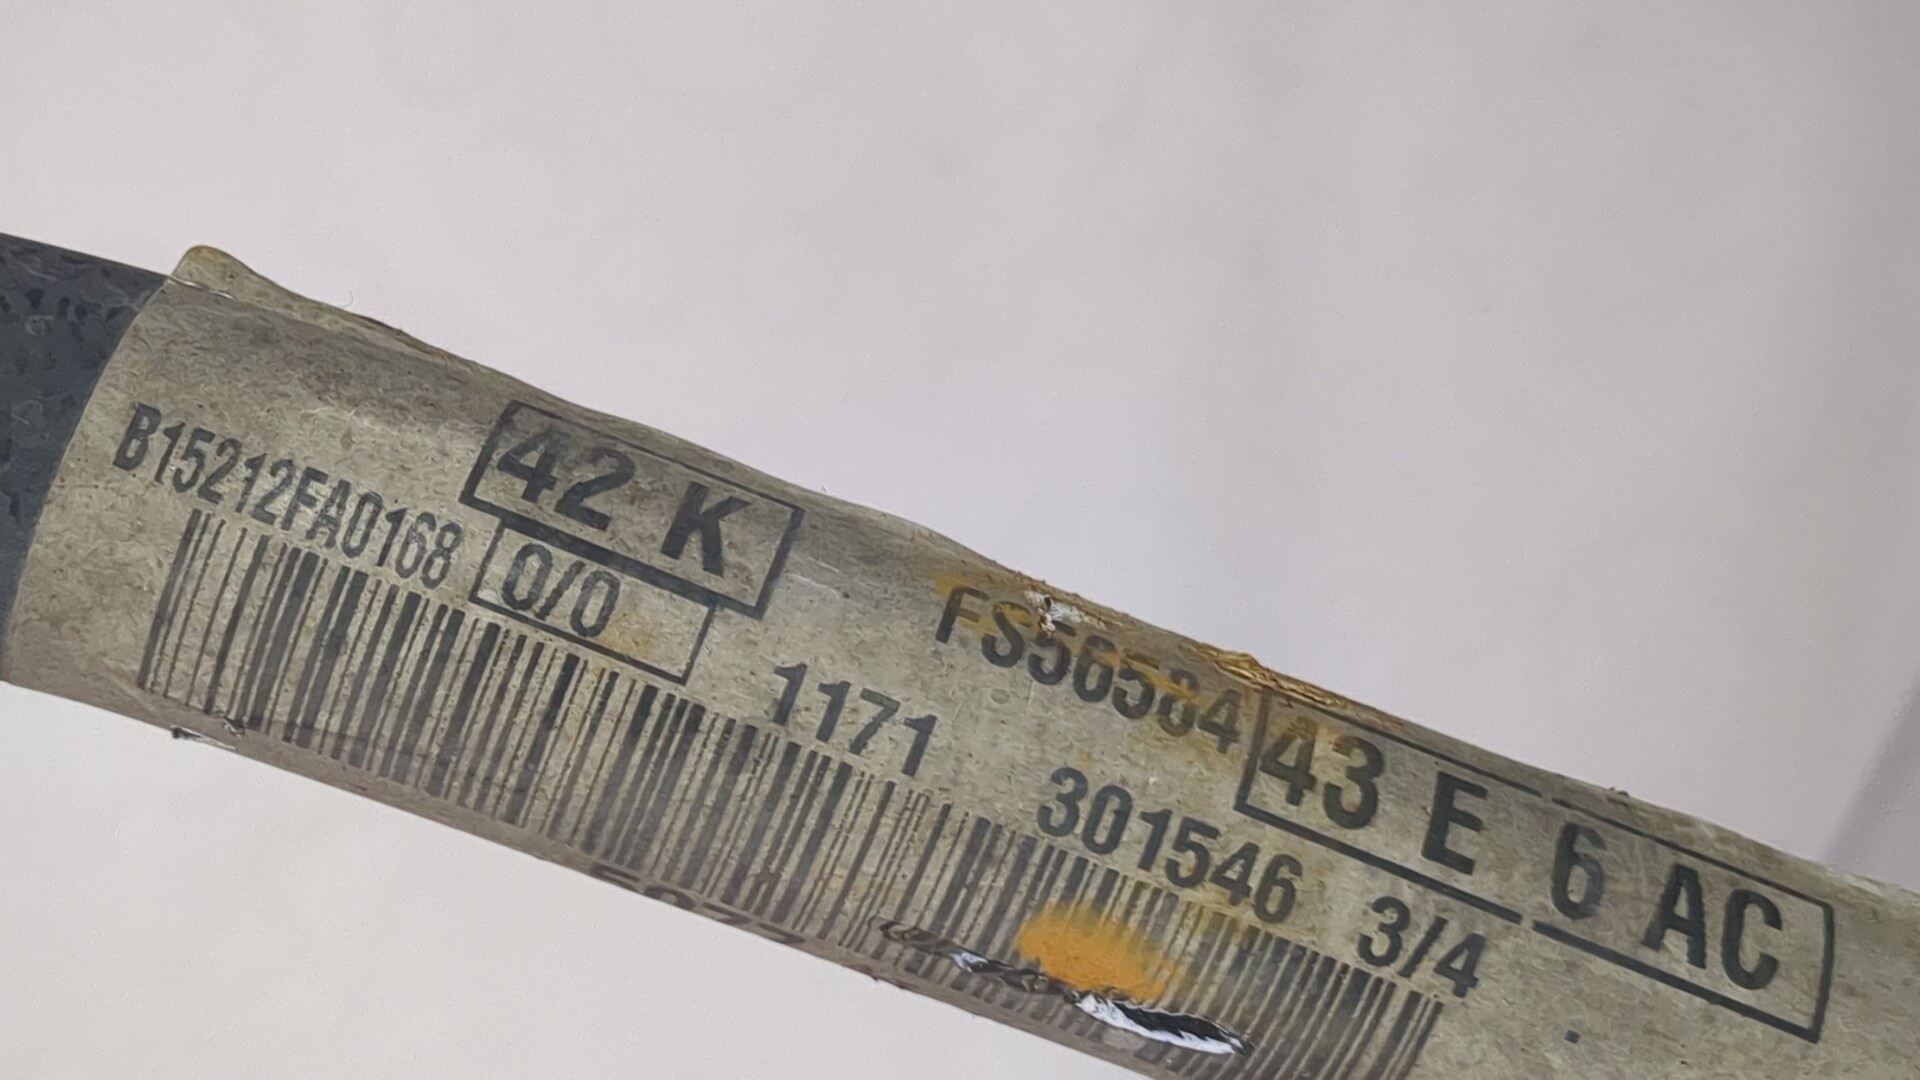 42 K
B15212FA0168
0/0
FS56584
1171
43 E 6 AC
301546 3/4